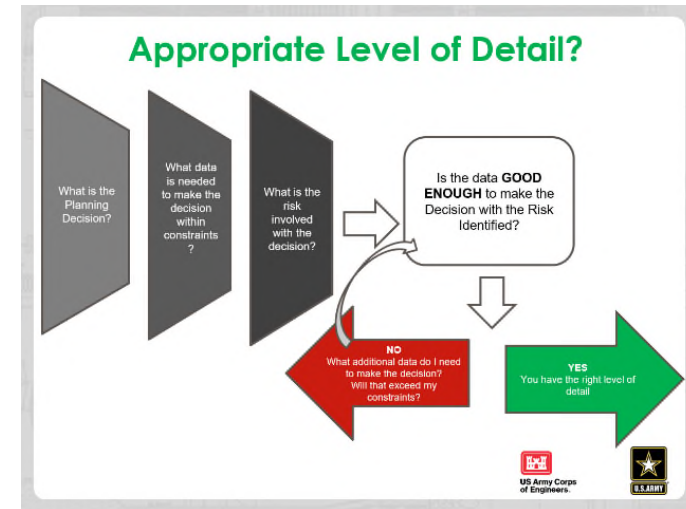 Appropriate Level of Detail?
What is the
Planning
Decision?
What data
is needed
to make the
decision
within
constraints
?
What is the
risk
involved
with the
decision?
Is the data GOOD
ENOUGH to make the
Decision with the Risk
Identified?
NO
What additional data do I need
to make the decision?
Will that exceed my
constraints?
YES
You have the right level of
detail
US Army Corps
of Engineers.
U.S.ARMY